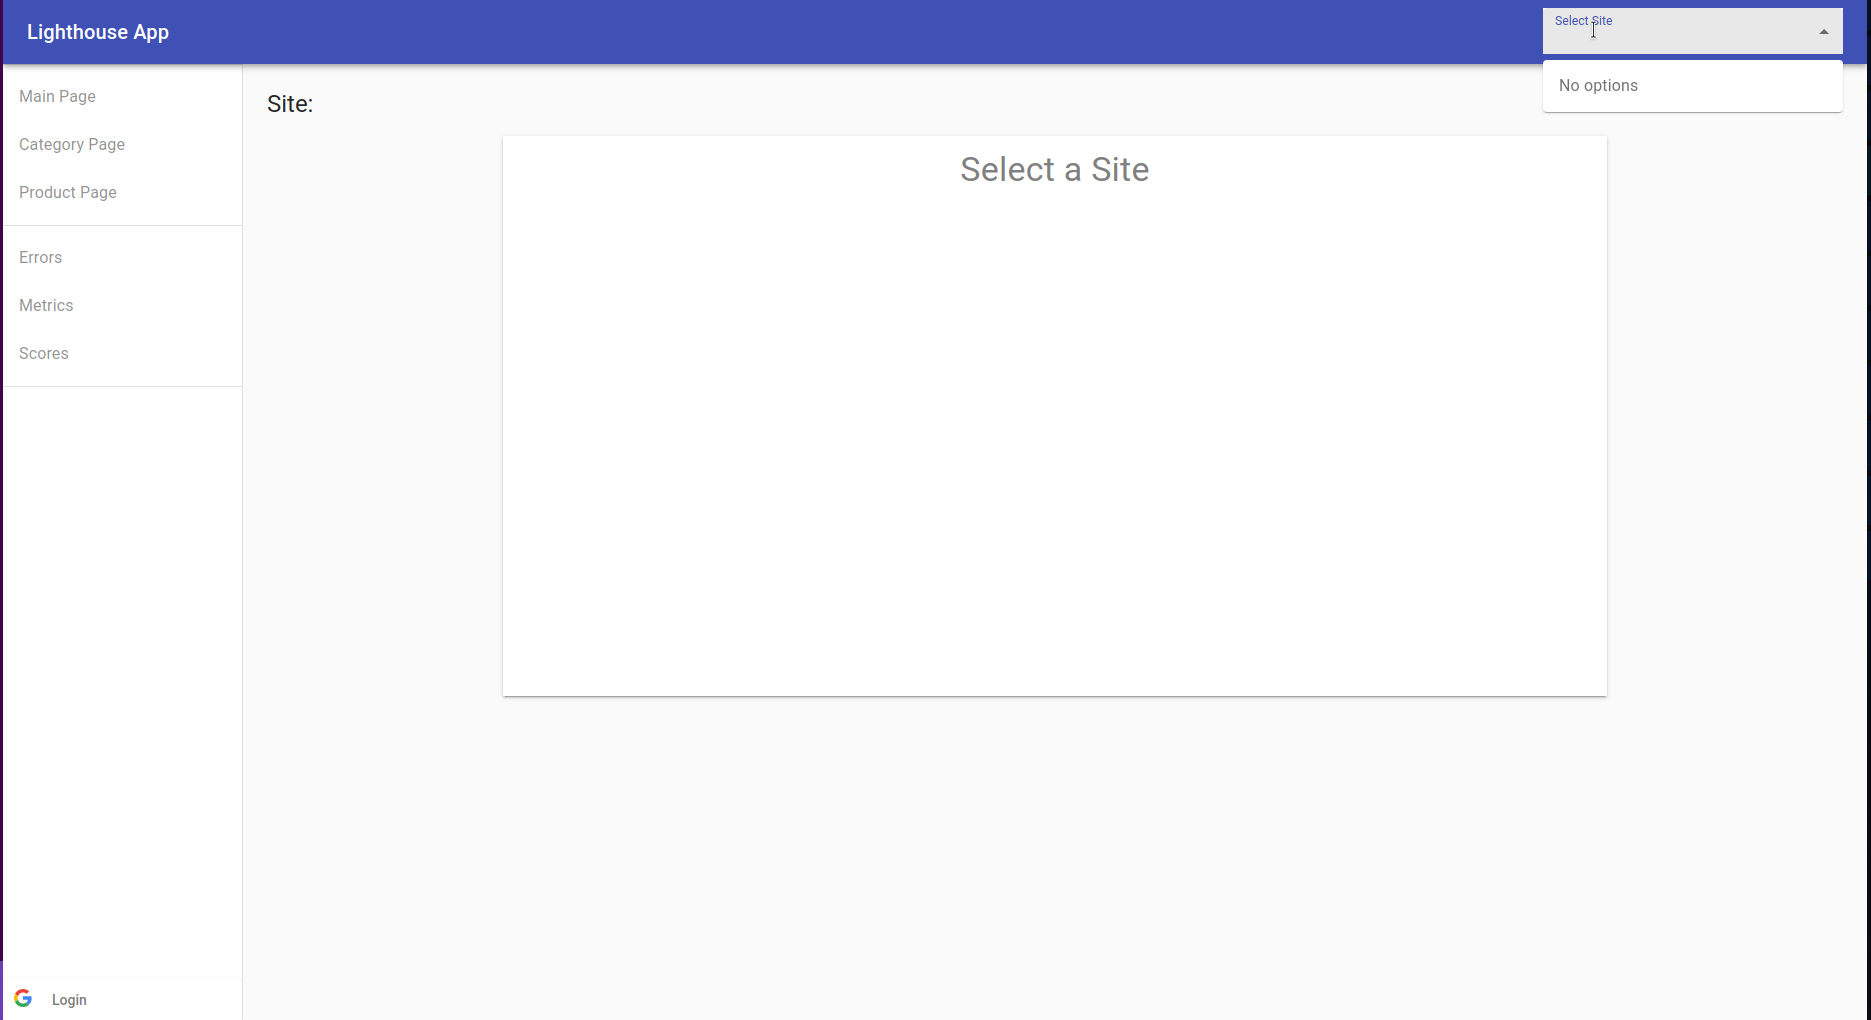 Lighthouse App
Select Site
No options
Main Page
Category Page
Product Page
Errors
Metrics
Scores
Login
Site:
Select a Site